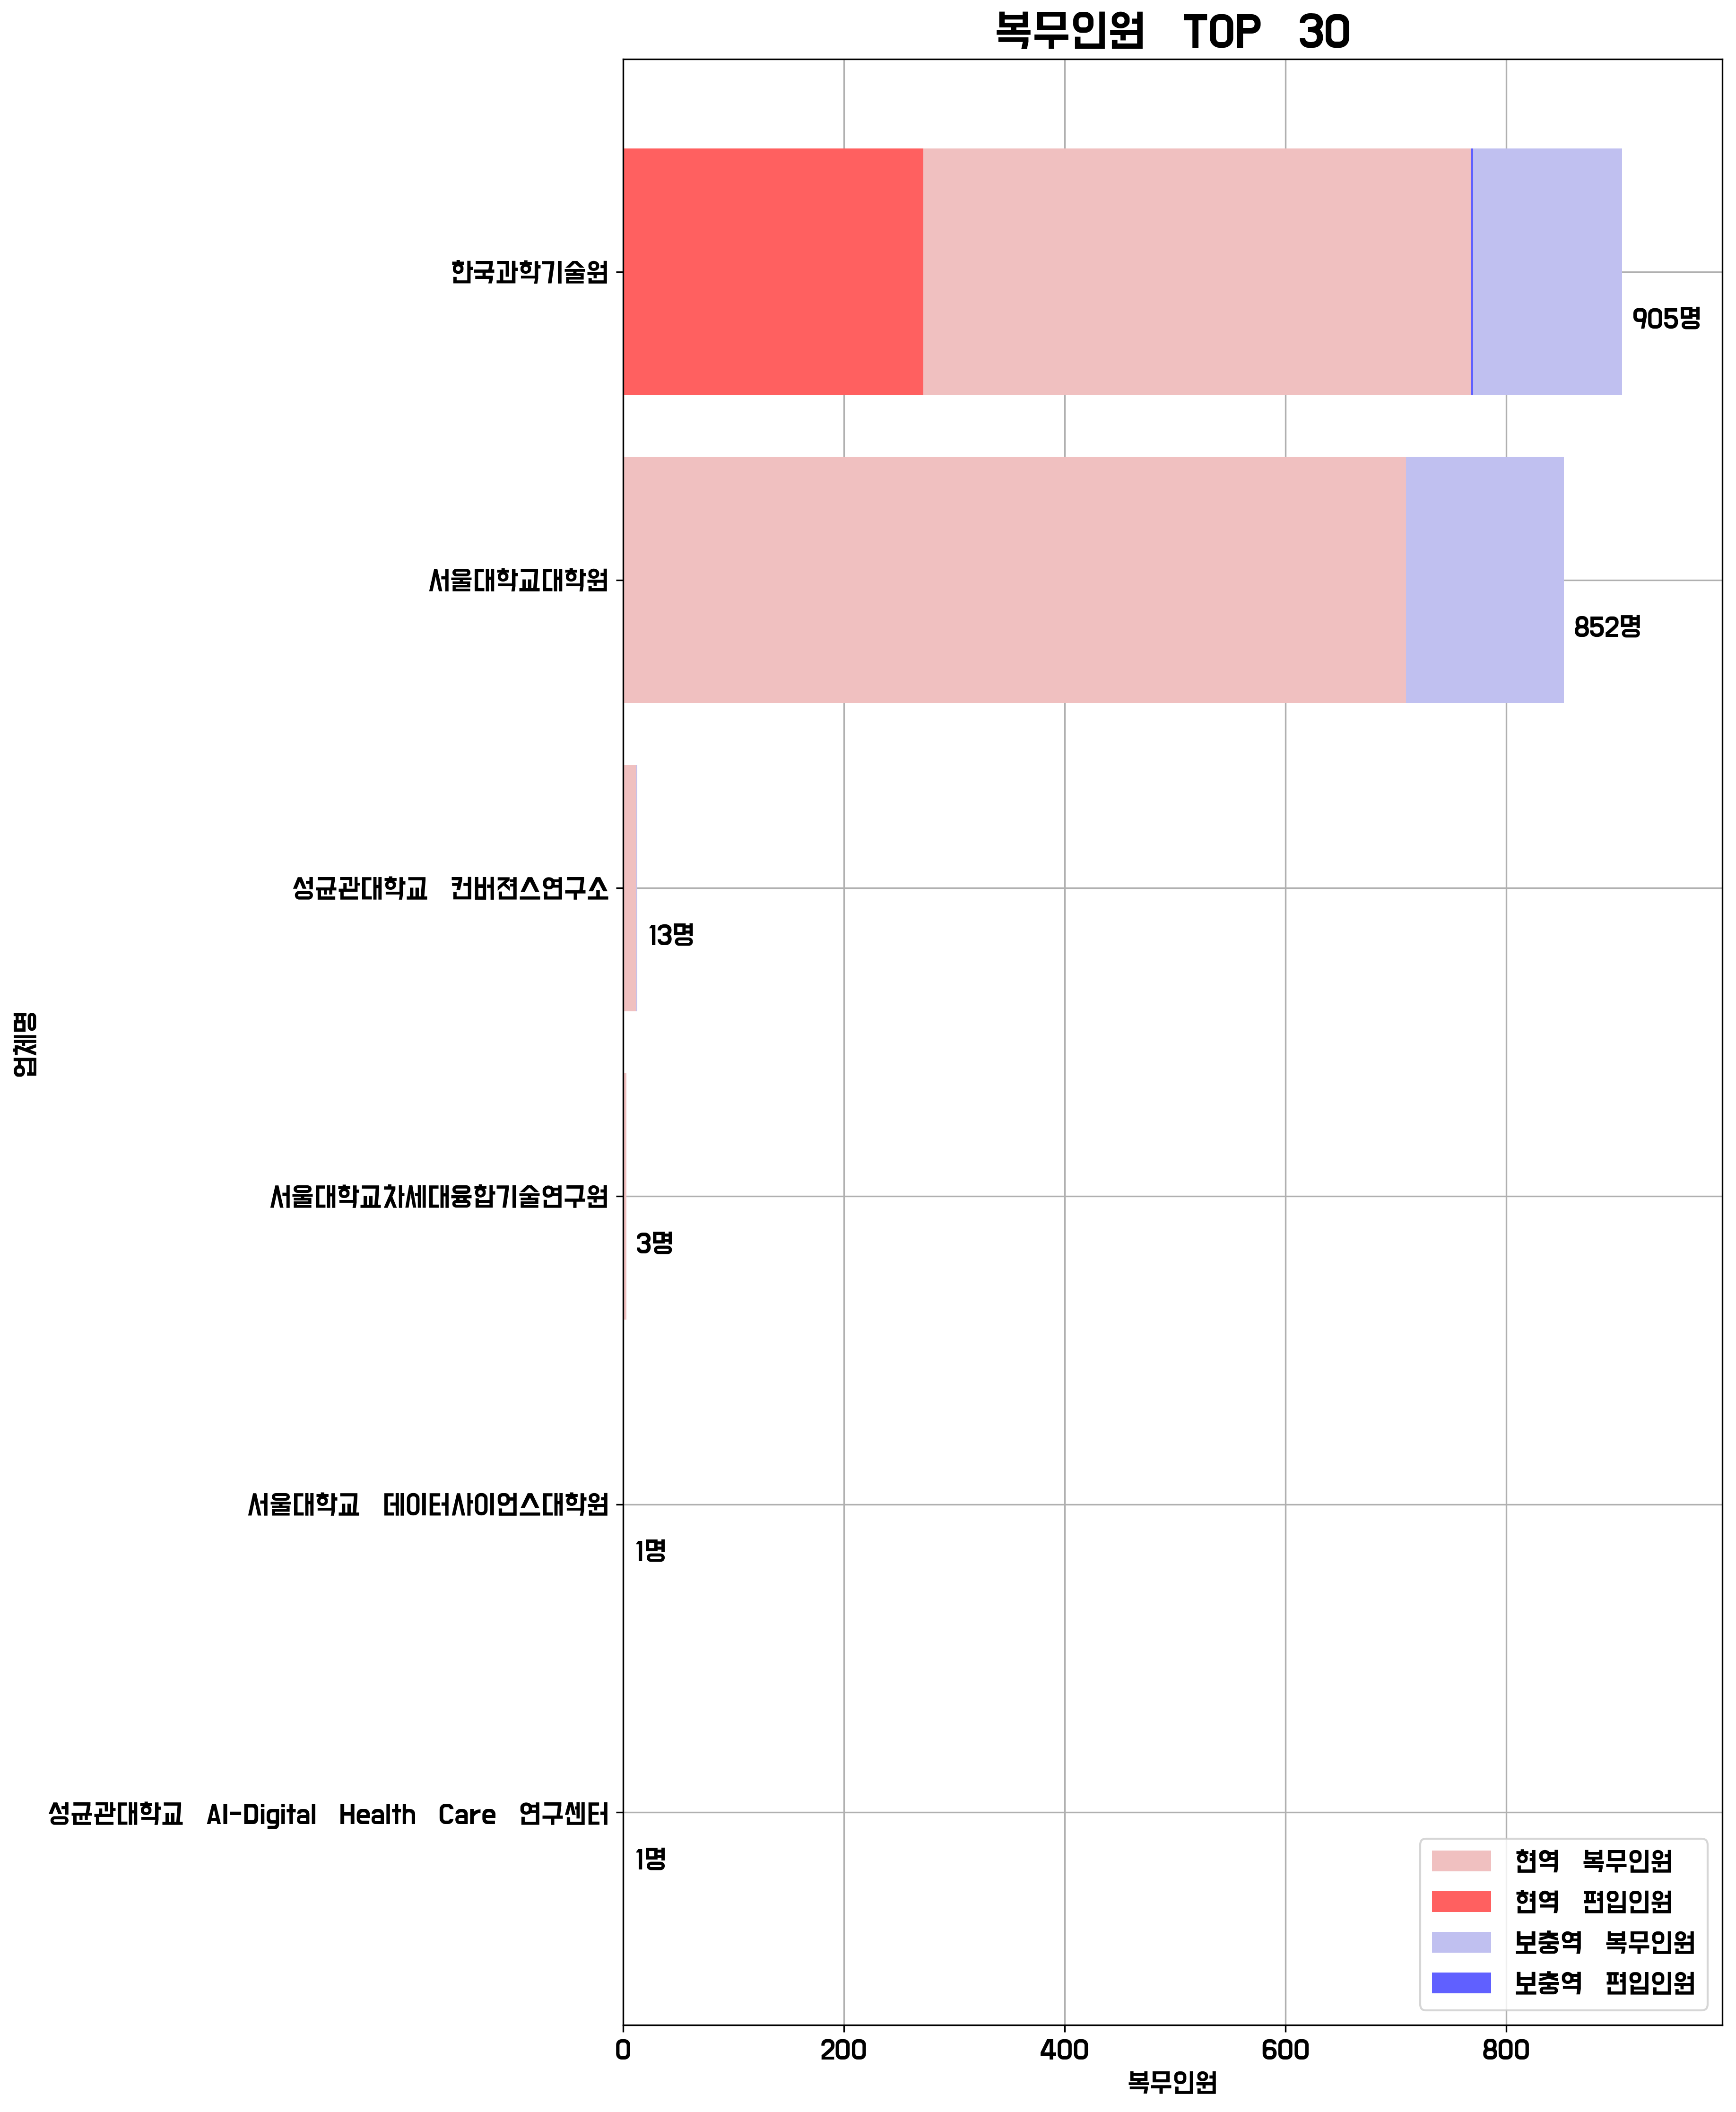 복무인원 TOP 30
한국과학기술원
905명
서울대학교대학원
852명
성균관대학교 컨버젼스연구소
13명
업체명
서울대학교차세대융합기술연구원
3명
서울대학교 데이터사이언스대학원
1명
성균관대학교 AI-Digital Health Care 연구센터
1명
현역 복무인원
현역 편입인원
보충역 복무인원
보충역 편입인원
0 200 400 600 800
복무인원